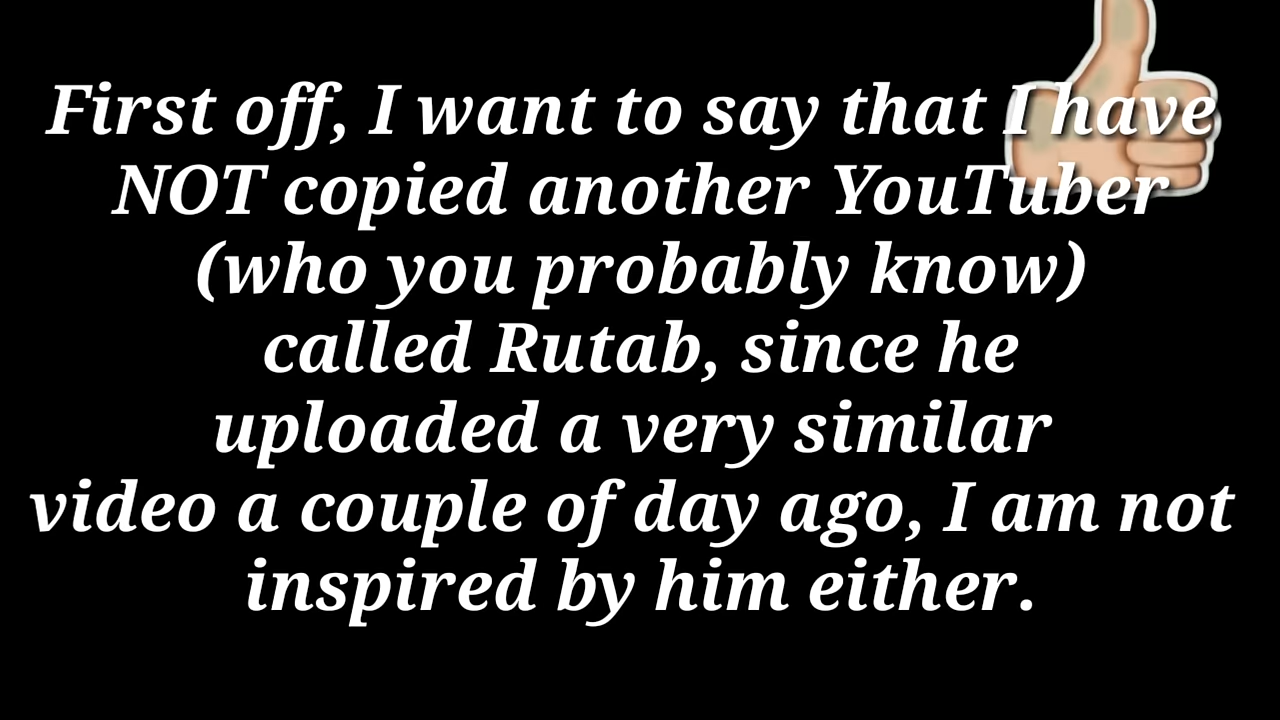 First off, I want to say that I have
NOT copied another YouTuber
(who you probably know)
called Rutab, since he
uploaded a very similar
video a couple of day ago, I am not
inspired by him either.